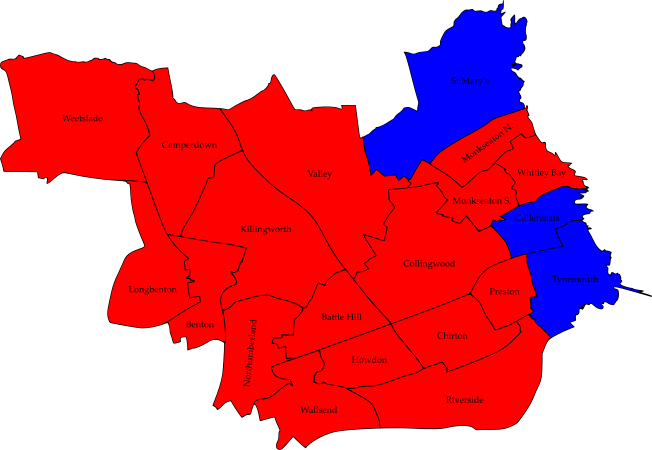 St Mary's
Weetslade
Camperdown
Monkseaton N.
Valley
Whitley Bay
Monkseaton S.
Cullercoats
Killingworth
Collingwood
Tynemouth
Longbenton
Preston
Battle Hill
Benton
Northumberland
Chirton
Howdon
Riverside
Wallsend